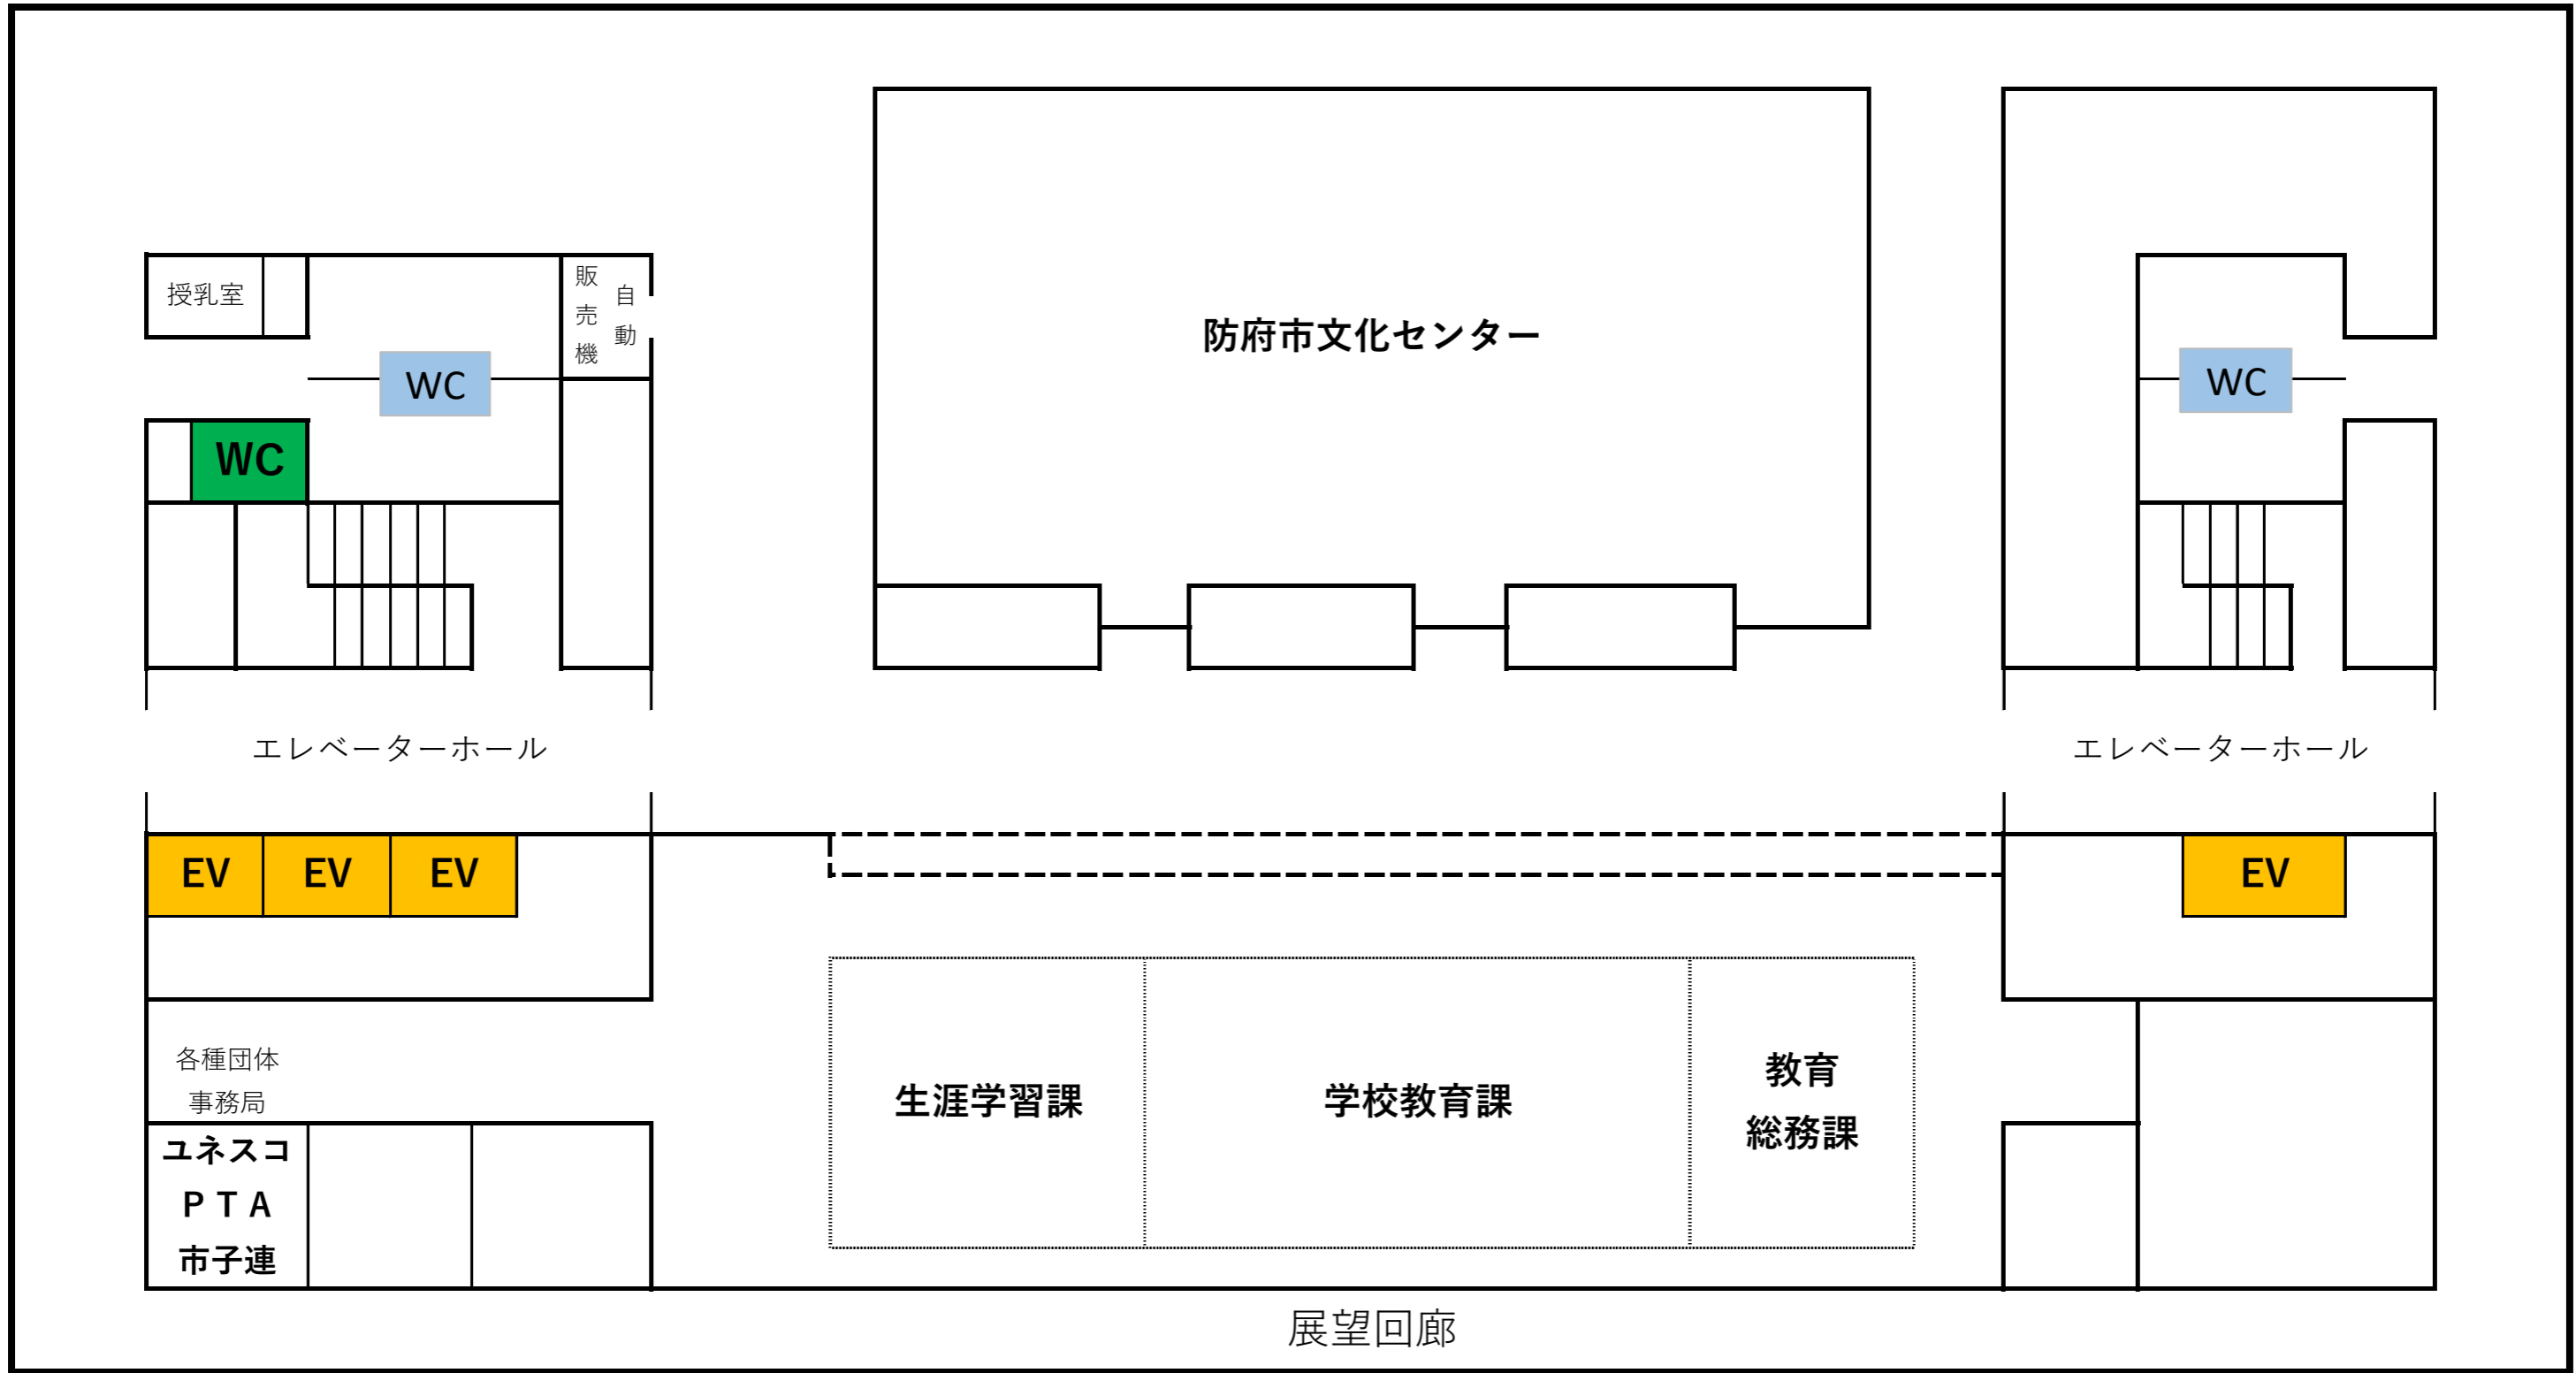 防府市文化センター
授乳室
自動
販売機
WC
WC
WC
エレベーターホール
エレベーターホール
EV
EV
EV
EV
各種団体
事務局
ユネスコ
ＰＴＡ
市子連
生涯学習課
学校教育課
教育
総務課
展望回廊